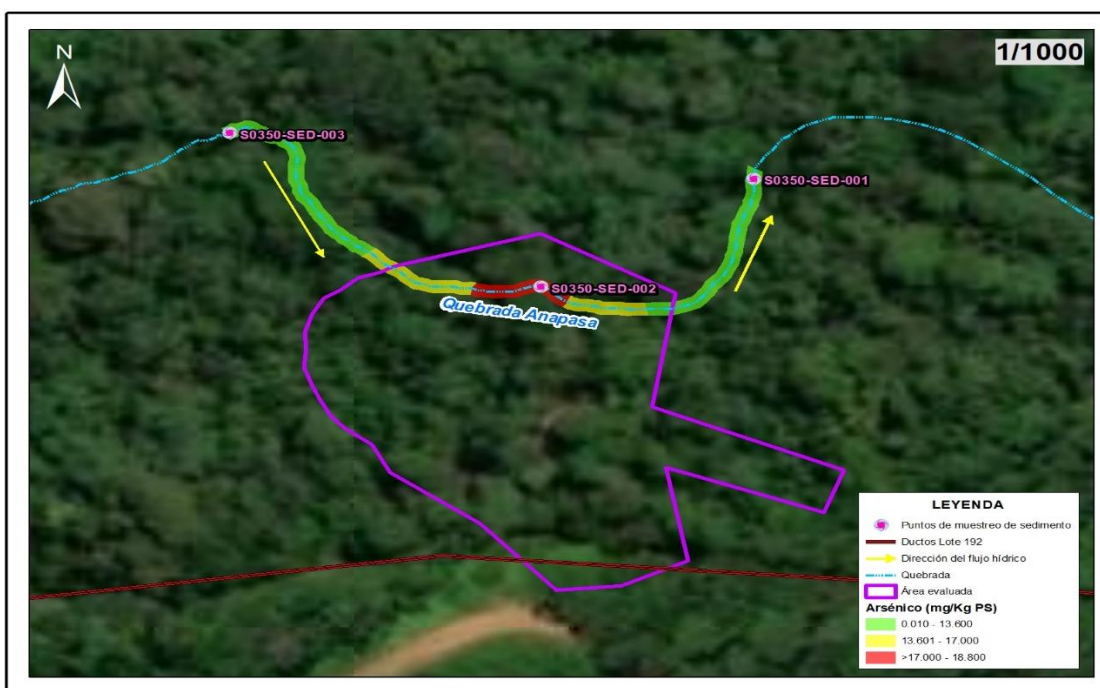 1/1000
N
S0350-SED-003
S0350-SED-001
S0350-SED-002
Quebrada Anapasa
LEYENDA
Puntos de muestreo de sedimento
Ductos Lote 192
Dirección del flujo hídrico
Quebrada
Área evaluada
Arsénico (mg/Kg PS)
0.010 - 13.600
13.601 - 17.000
>17.000 - 18.800